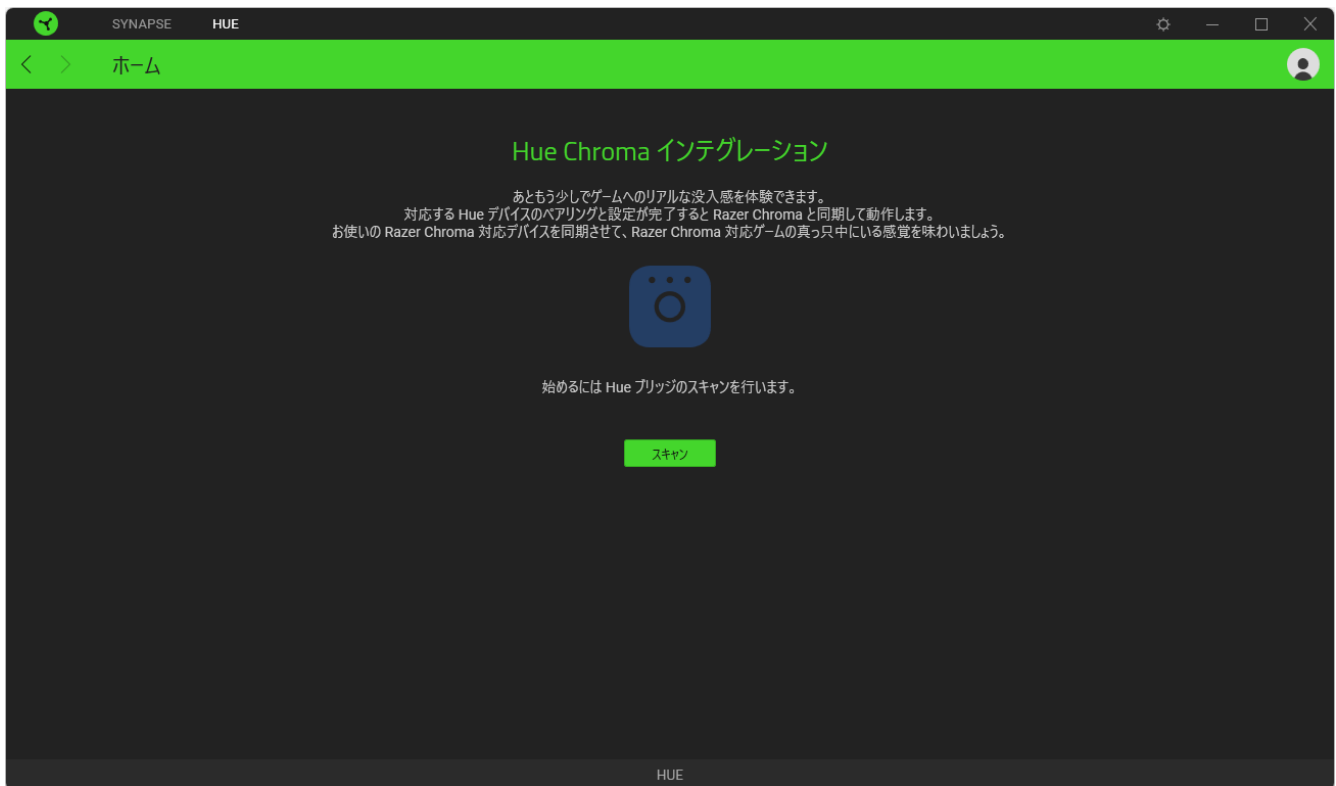 SYNAPSE HUE
ホーム
Hue Chroma インテグレーション
あともう少しでゲームへのリアルな没入感を体験できます。
対応する Hue デバイスのペアリングと設定が完了すると Razer Chroma と同期して動作します。
お使いの Razer Chroma 対応デバイスを同期させて、Razer Chroma 対応ゲームの真っ只中にいる感覚を味わいましょう。
始めるには Hue ブリッジのスキャンを行います。
スキャン
HUE